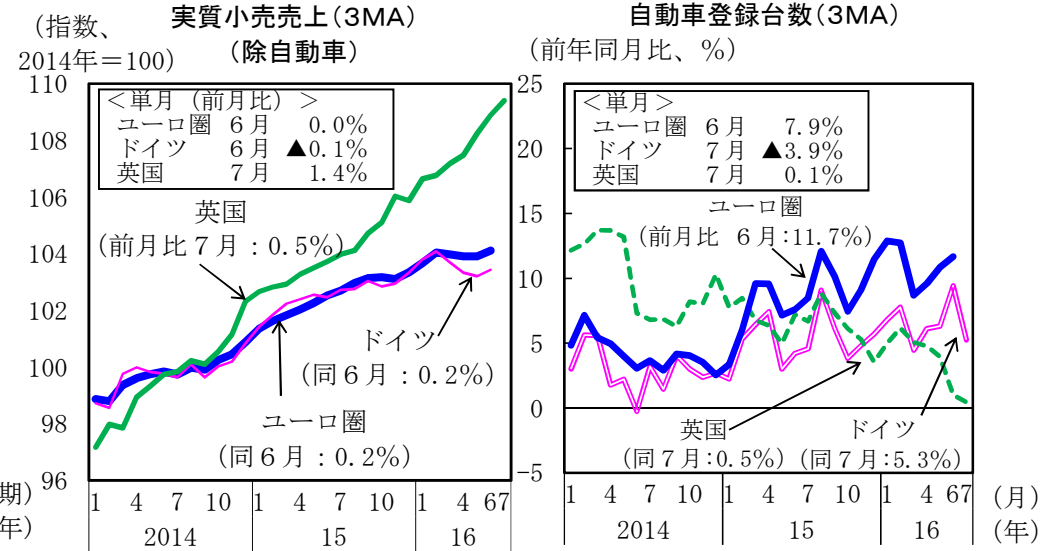 実質小売売上(3MA)
(除自動車)
(指数、
2014年＝100)
110
108
106
104
102
100
98
96
＜単月(前月比)＞
ユーロ圏 6月 0.0%
ドイツ 6月 ▲0.1%
英国 7月 1.4%
英国
(前月比7月：0.5%)
ドイツ
(同6月：0.2%)
ユーロ圏
(同6月：0.2%)
期)
年)
1 4 7 10 1 4 7 10 1 4 67
2014 15 16
自動車登録台数(3MA)
(前年同月比、%)
25
20
15
10
5
0
-5
＜単月＞
ユーロ圏 6月 7.9%
ドイツ 7月 ▲3.9%
英国 7月 0.1%
ユーロ圏
(前月比 6月:11.7%)
英国
(同7月:0.5%)
ドイツ
(同7月:5.3%)
1 4 7 10 1 4 7 10 1 4 67
(月)
2014 15 16
(年)